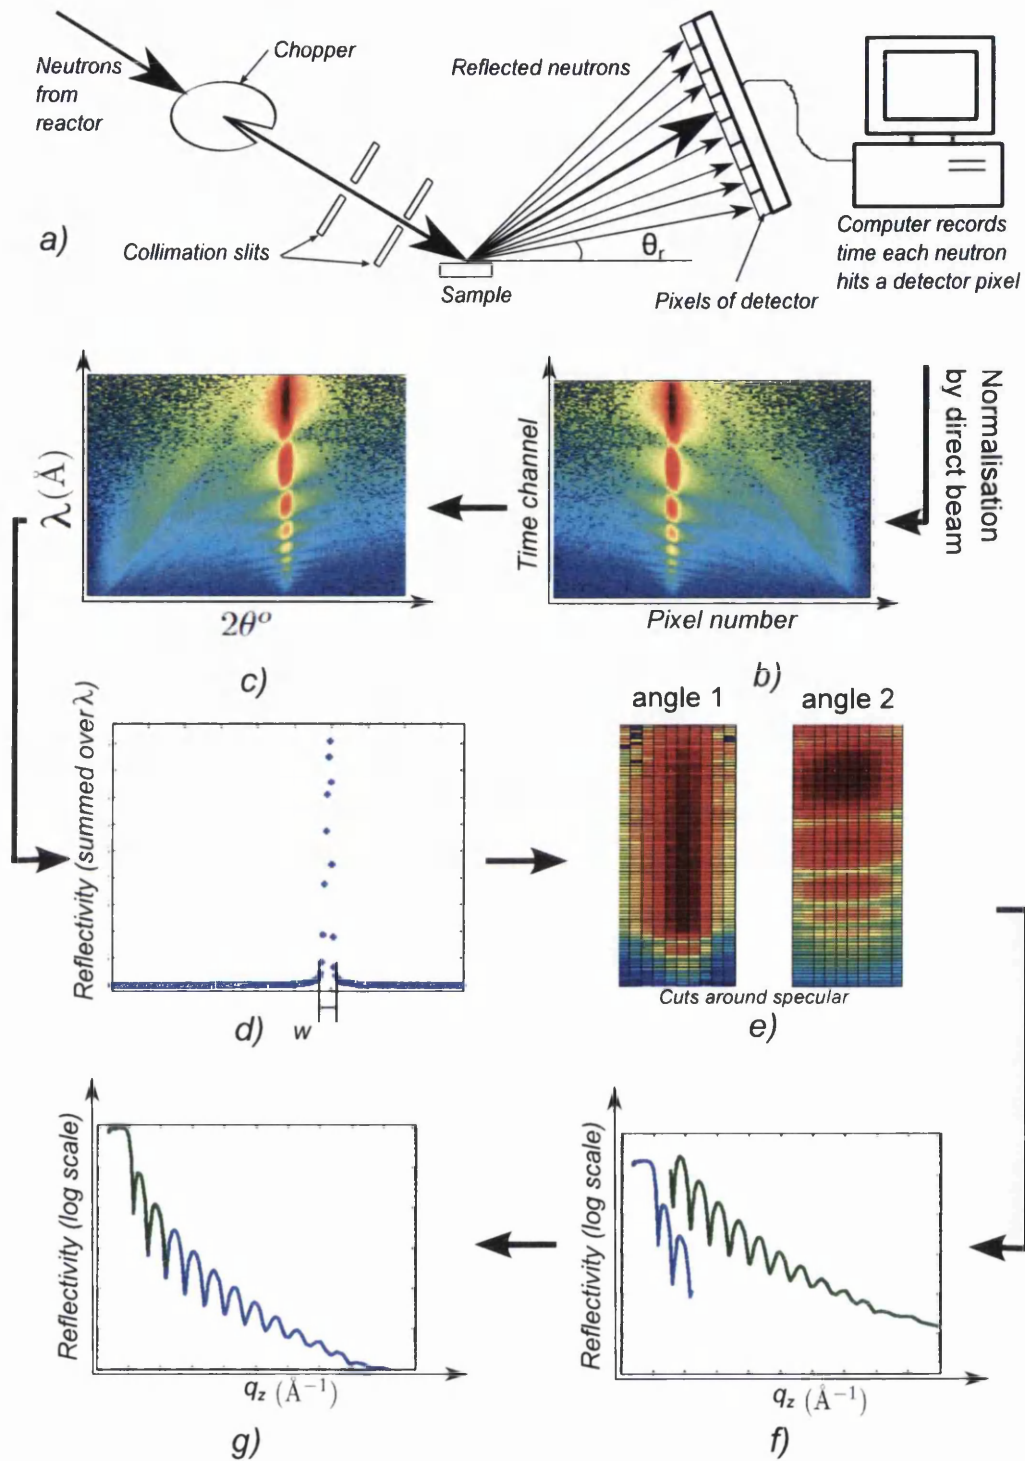 Neutrons
from
reactor
Chopper
Reflected neutrons
a)
Collimation slits
Sample
θr
Pixels of detector
Computer records
time each neutron
hits a detector pixel
λ(Å)
2θº
c)
Time channel
Pixel number
b)
Normalisation
by direct beam
Reflectivity (summed over λ)
d)
w
angle 1
angle 2
Cuts around specular
e)
Reflectivity (log scale)
qz (Å⁻¹)
g)
Reflectivity (log scale)
qz (Å⁻¹)
f)